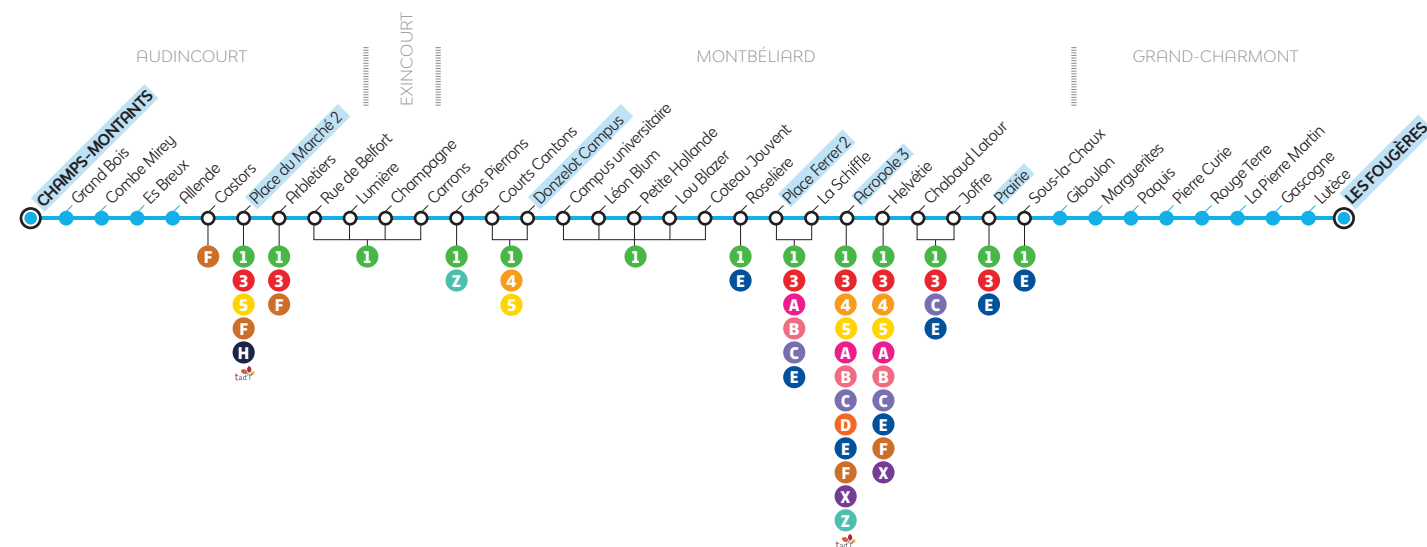 AUDINCOURT
EXINCOURT
MONTBÉLIARD
GRAND-CHARMONT
CHAMPS-MONTANTS
Grand Bois
Combe Mirey
Es Breux
Allende
Castors
Place du Marché 2
Arbletiers
Rue de Belfort
Lumière
Champagne
Carrons
Gros Pierrons
Courts Cantons
Donzelot Campus
Campus universitaire
Léon Blum
Petite Hollande
Lou Blazer
Coteau Jouvent
Roselière
Place Ferrer 2
La Schiffle
Acropole 3
Helvétie
Chabaud Latour
Joffre
Prairie
Sous-la-Chaux
Giboulon
Marguerites
Paquis
Pierre Curie
Rouge Terre
La Pierre Martin
Gascogne
Lutèce
LES FOUGÈRES
F
1
3
5
F
H
tad'i
1
3
F
1
1
Z
1
4
5
1
1
E
1
3
A
B
C
E
1
3
4
5
A
B
C
D
E
F
X
Z
tad'i
1
3
4
5
A
B
C
E
F
X
1
3
C
E
1
3
E
1
E